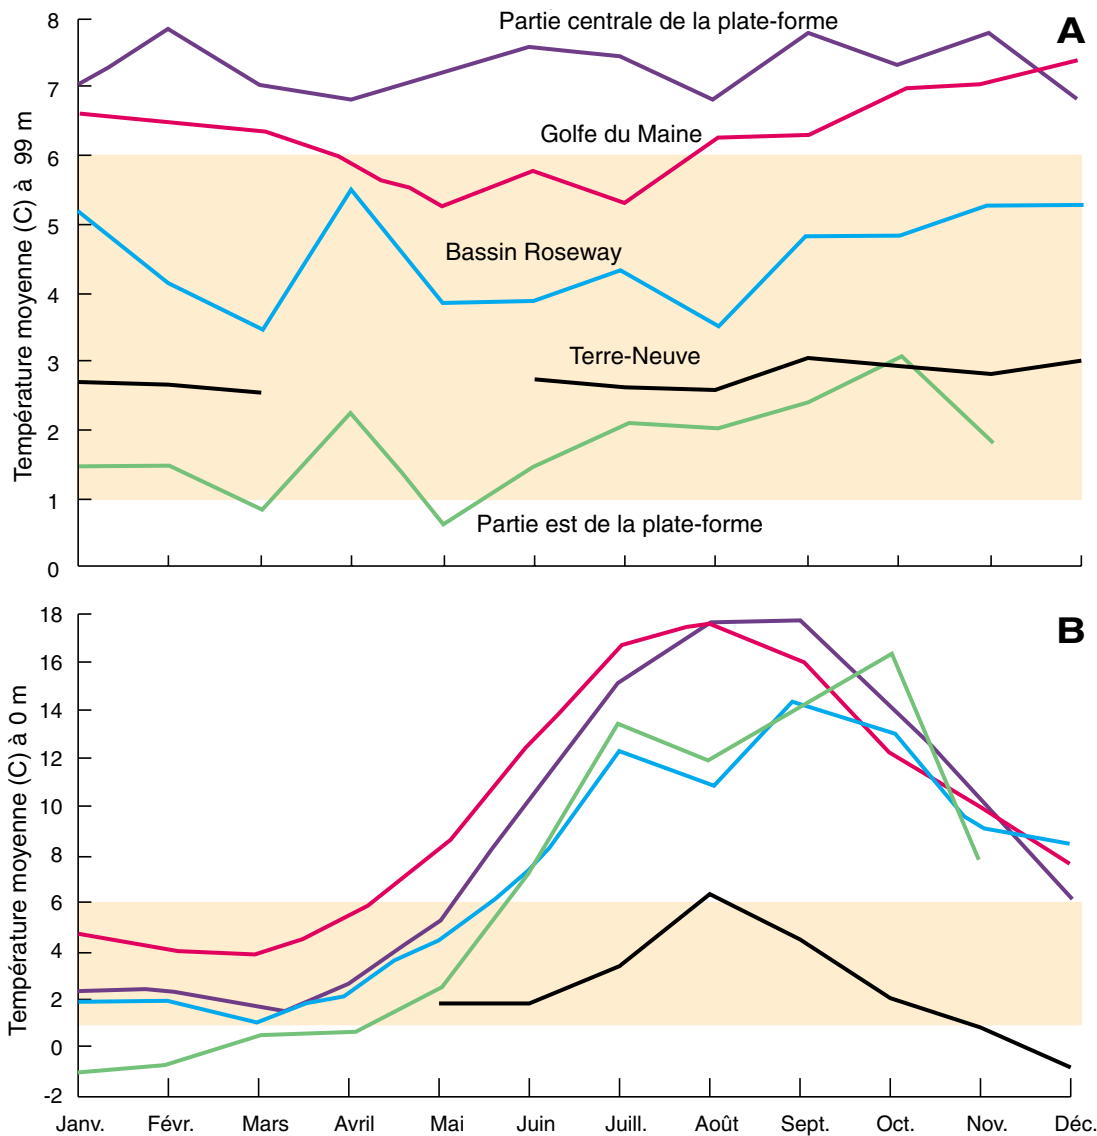 Partie centrale de la plate-forme
A
8
7
Golfe du Maine
6
5
Bassin Roseway
4
Terre-Neuve
3
2
1
Partie est de la plate-forme
0
Température moyenne (C) à 99 m
B
18
16
14
12
10
8
6
4
2
0
-2
Température moyenne (C) à 0 m
Janv. Févr. Mars Avril Mai Juin Juill. Août Sept. Oct. Nov. Déc.